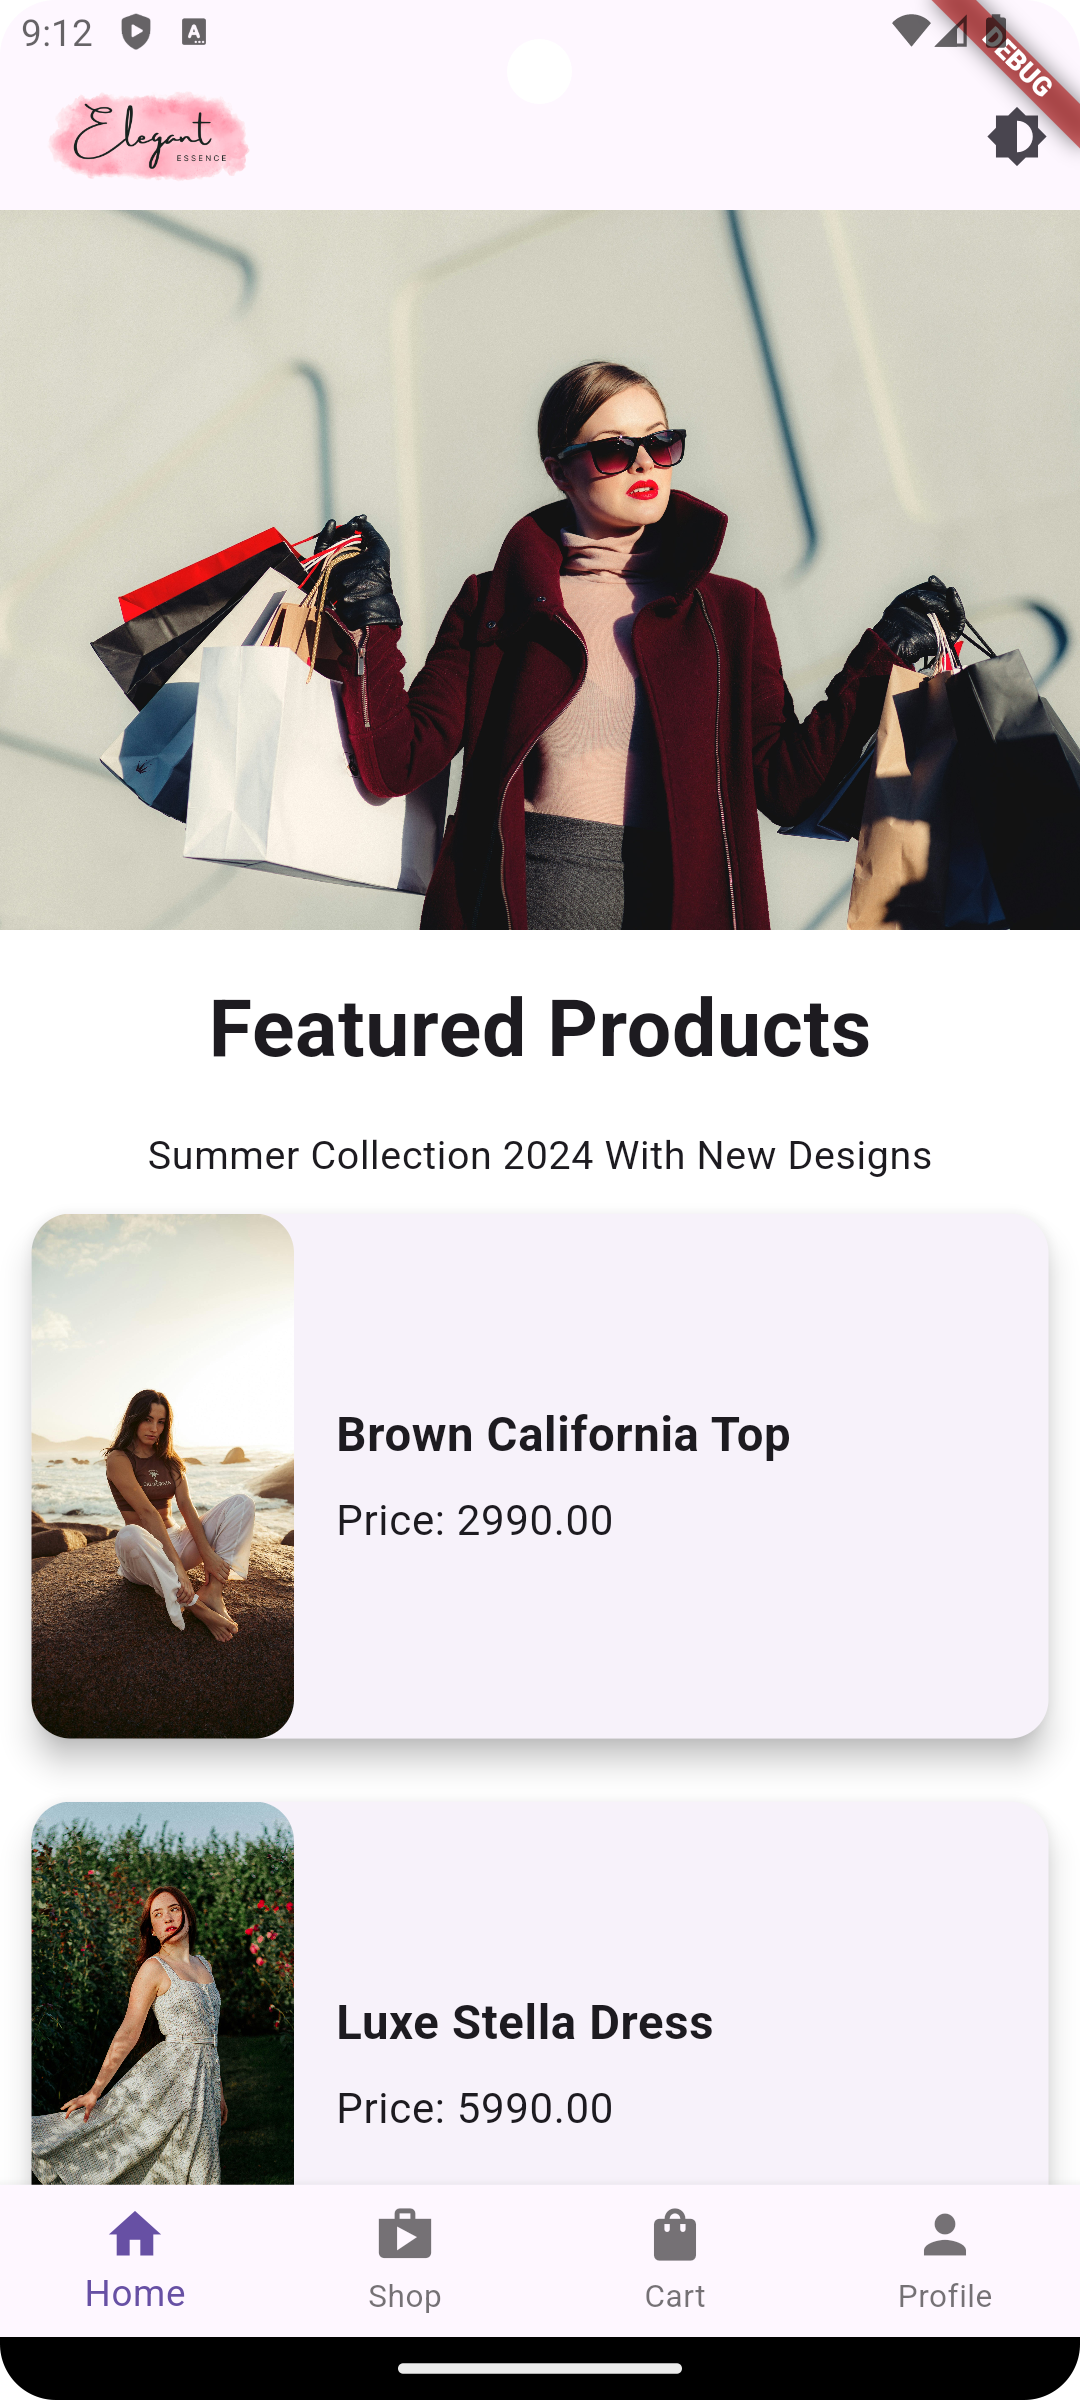 9:12
DEBUG
Elegant
ESSENCE
Featured Products
Summer Collection 2024 With New Designs
Brown California Top
Price: 2990.00
Luxe Stella Dress
Price: 5990.00
Home
Shop
Cart
Profile